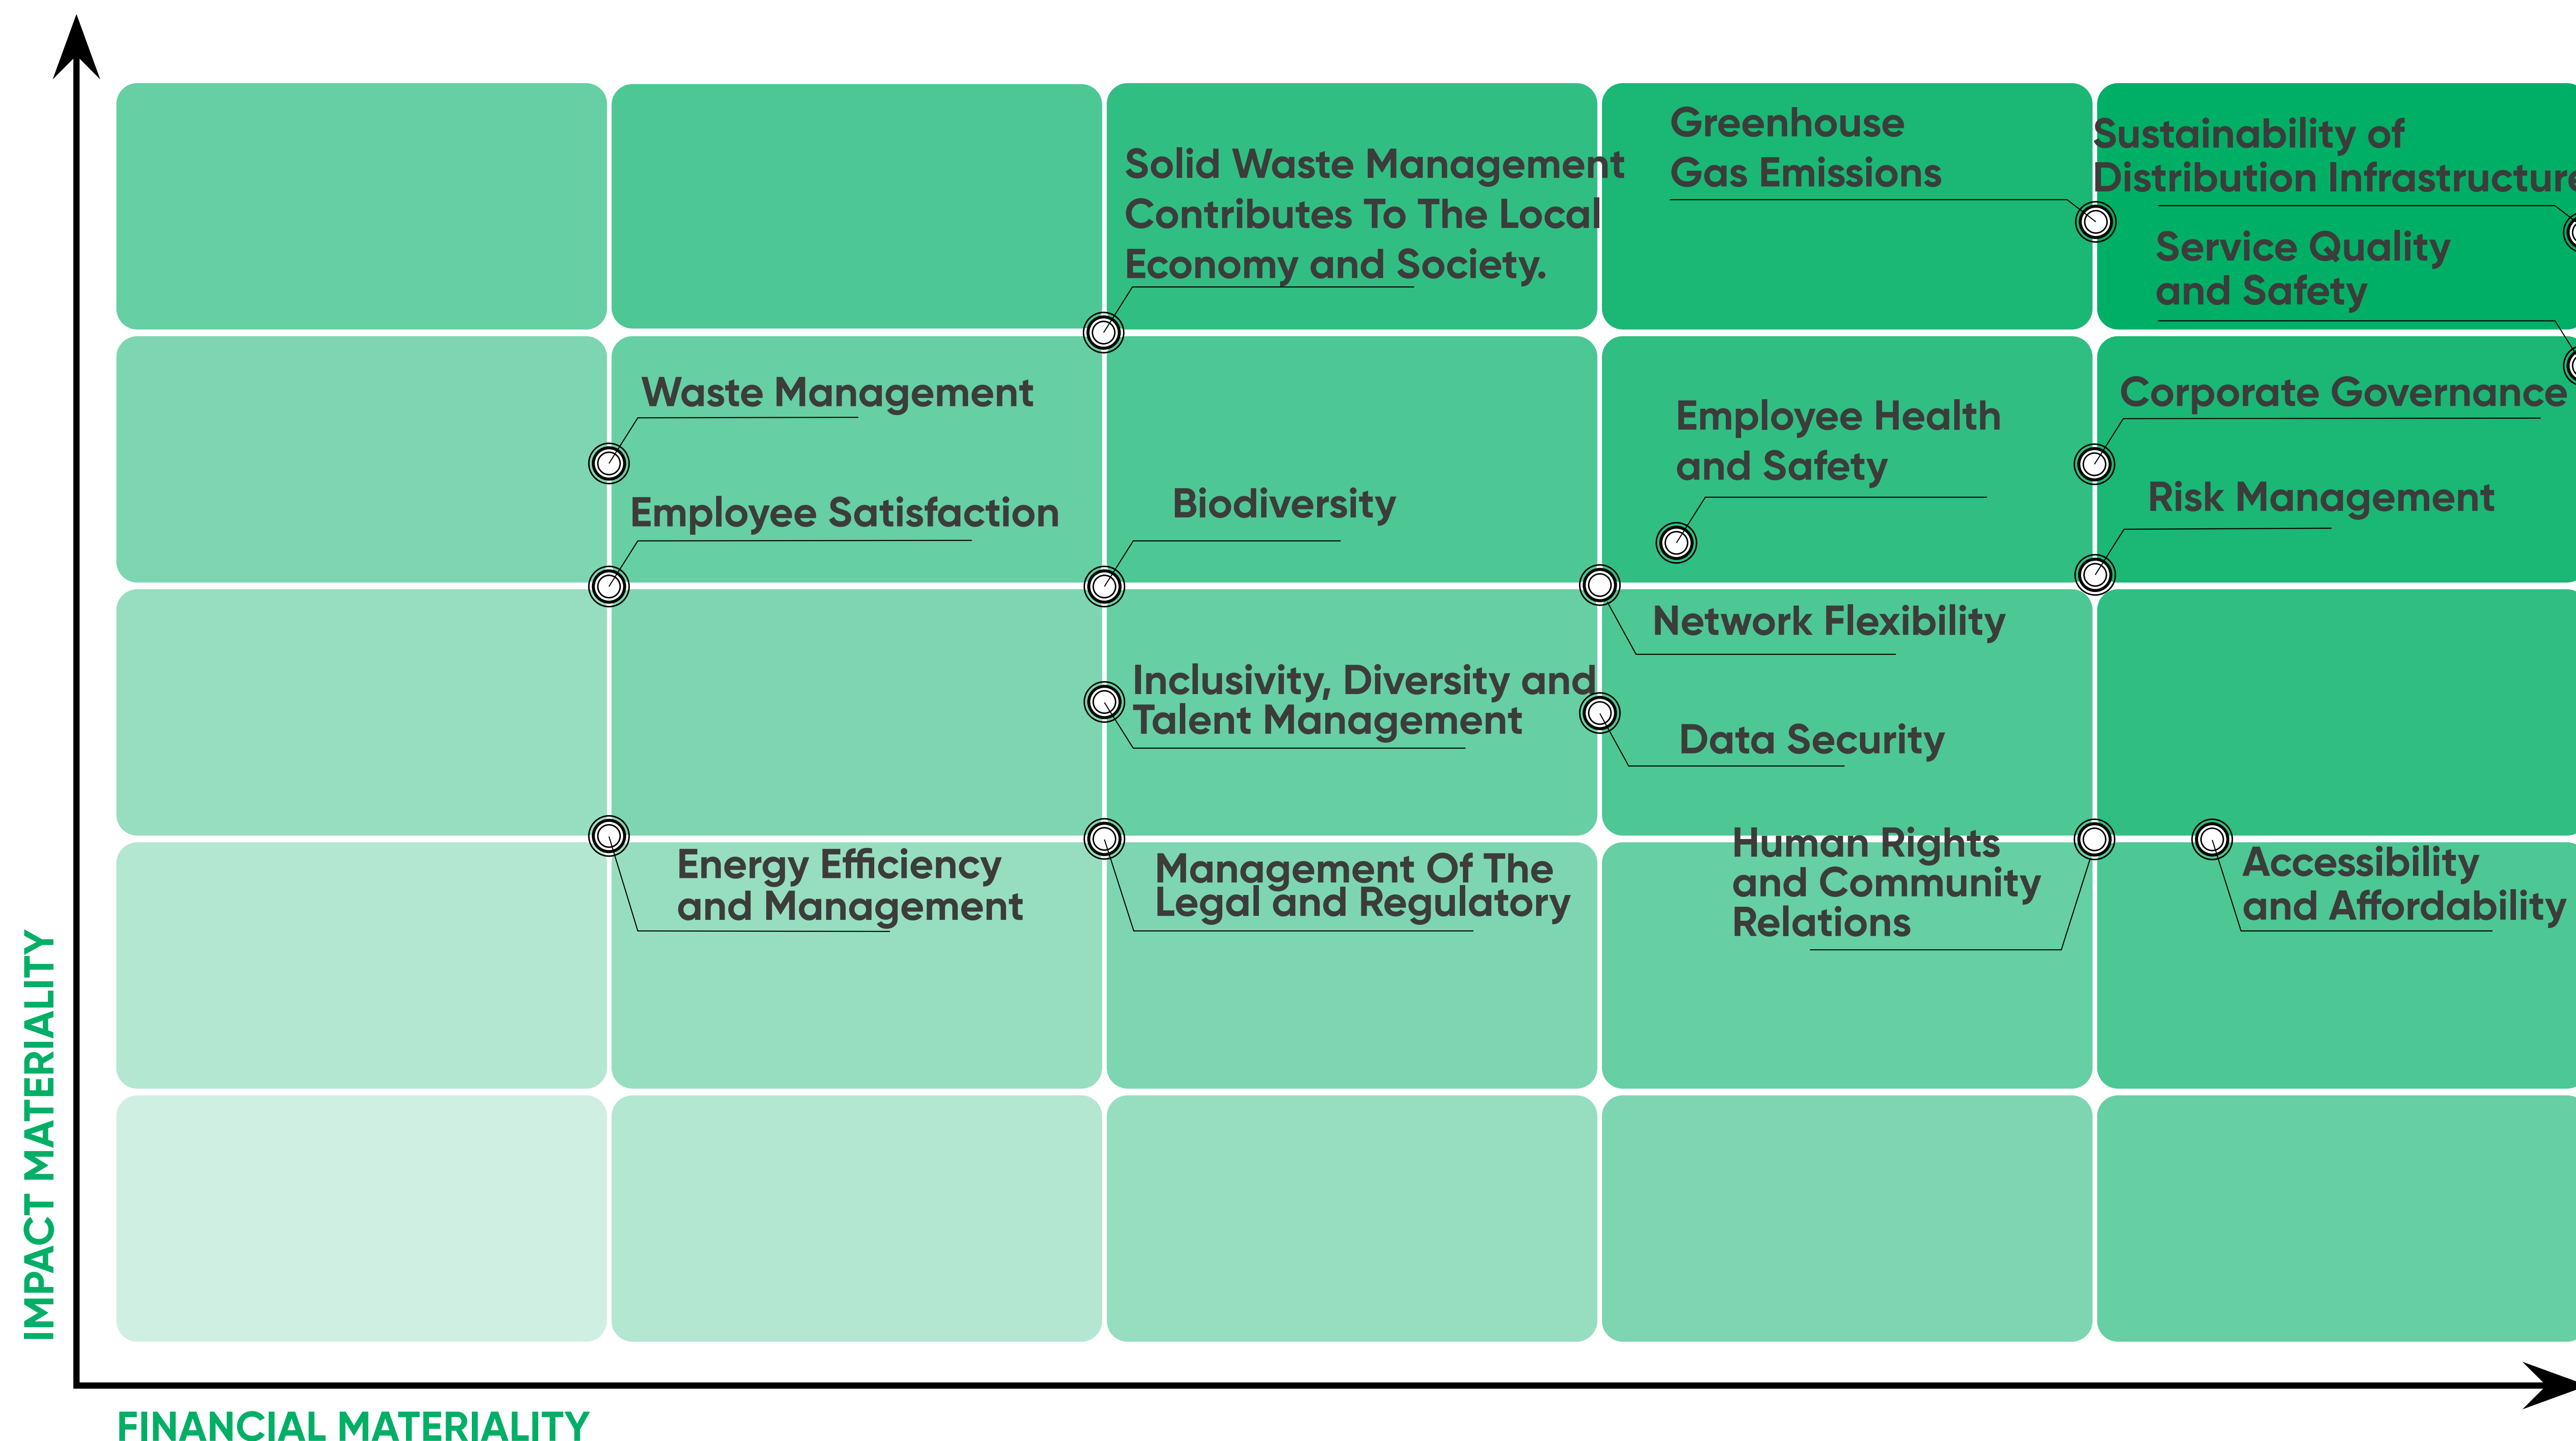 Greenhouse
Gas Emissions
Sustainability of
Distribution Infrastructure
Solid Waste Management
Contributes To The Local
Economy and Society.
Service Quality
and Safety
Waste Management
Employee Health
and Safety
Corporate Governance
Employee Satisfaction
Biodiversity
Risk Management
Network Flexibility
Inclusivity, Diversity and
Talent Management
Data Security
Energy Efficiency
and Management
Management Of The
Legal and Regulatory
Human Rights
and Community
Relations
Accessibility
and Affordability
IMPACT MATERIALITY
FINANCIAL MATERIALITY